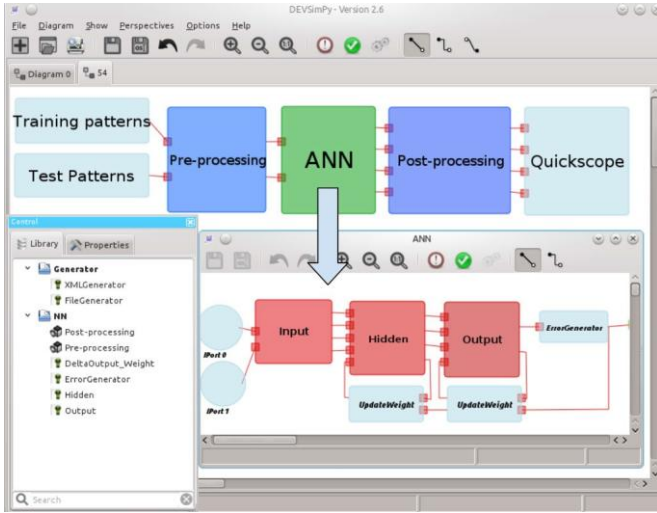 DEVSimPy - Version 2.6
File Diagram Show Perspectives Options Help
Diagram 0
54
Training patterns
Test Patterns
Pre-processing
ANN
Post-processing
Quickscope
Control
Library
Properties
Generator
XMLGenerator
FileGenerator
NN
Post-processing
Pre-processing
DeltaOutput_Weight
ErrorGenerator
Hidden
Output
Search
ANN
IPort 0
IPort 1
Input
Hidden
Output
ErrorGenerator
UpdateWeight
UpdateWeight